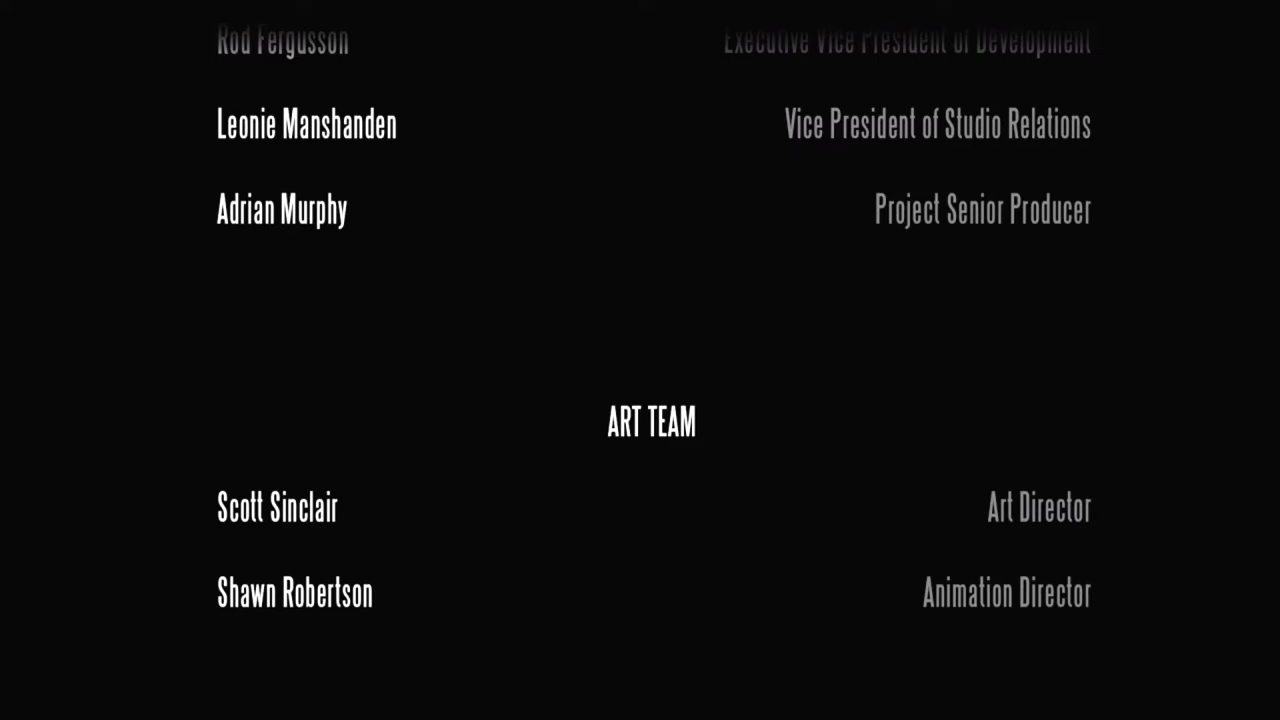 Rod Fergusson Executive Vice President of Development
Leonie Manshanden Vice President of Studio Relations
Adrian Murphy Project Senior Producer
ART TEAM
Scott Sinclair Art Director
Shawn Robertson Animation Director